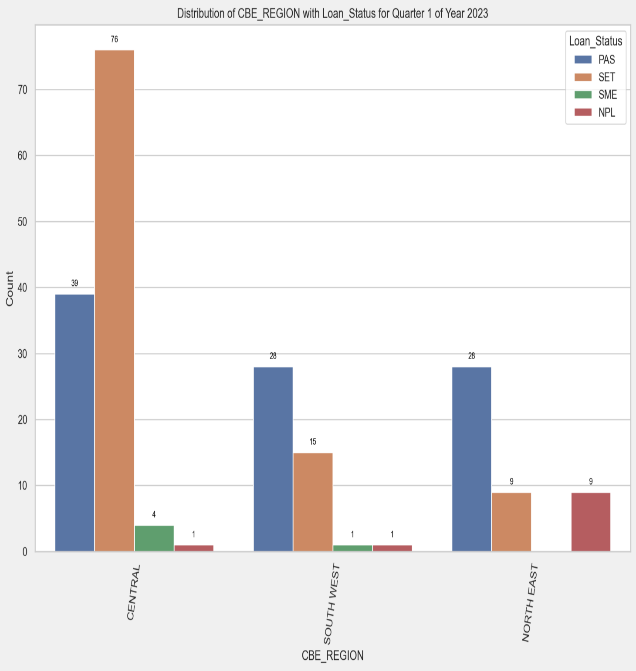 Distribution of CBE_REGION with Loan_Status for Quarter 1 of Year 2023
Loan_Status
PAS
SET
SME
NPL
Count
70
60
50
40
30
20
10
0
39
76
4
1
28
15
1
1
28
9
9
CENTRAL
SOUTH WEST
NORTH EAST
CBE_REGION